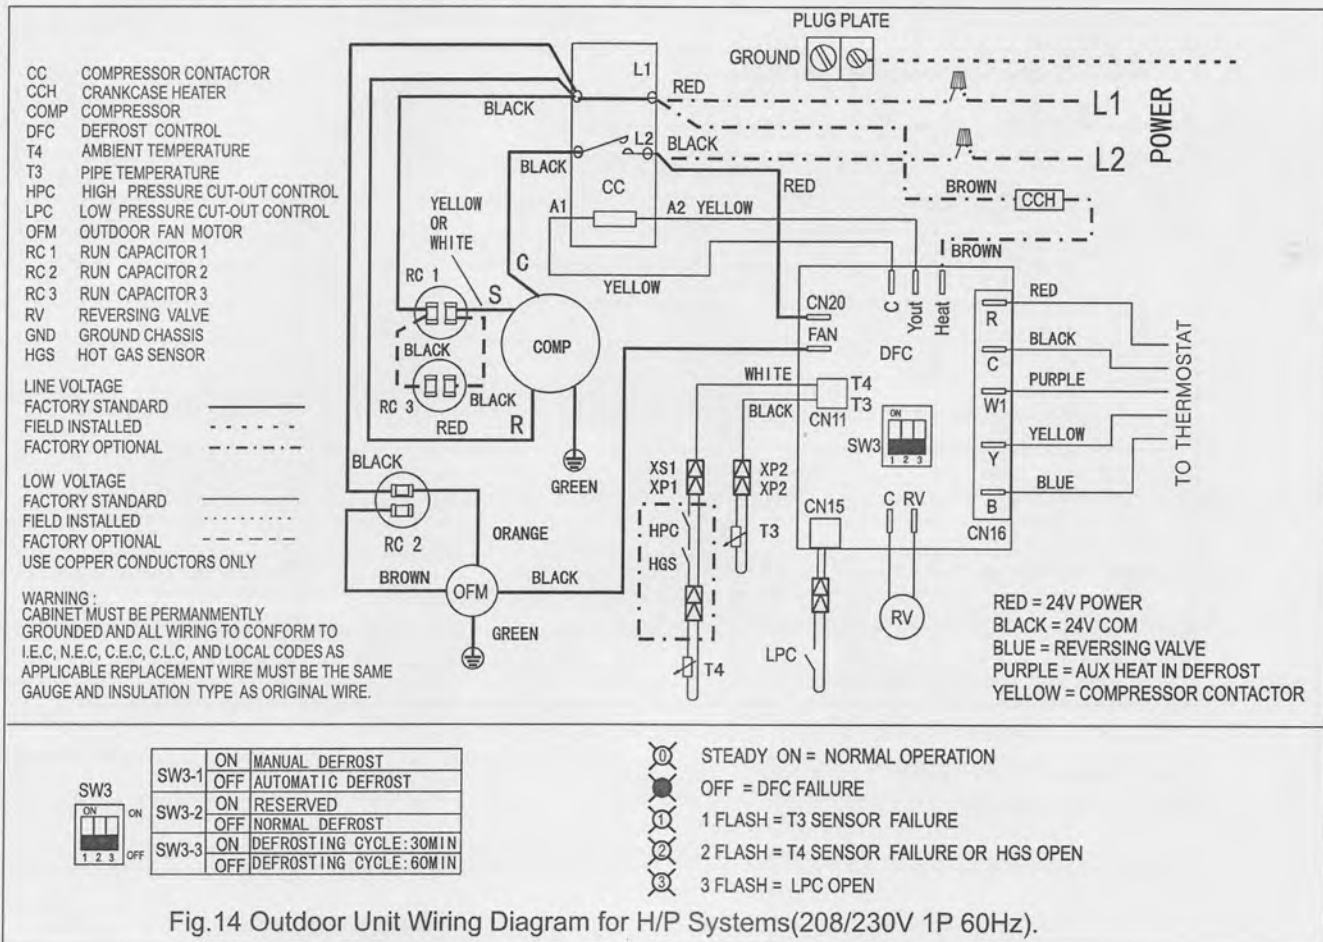 PLUG PLATE
GROUND
CC COMPRESSOR CONTACTOR
CCH CRANKCASE HEATER
COMP COMPRESSOR
DFC DEFROST CONTROL
T4 AMBIENT TEMPERATURE
T3 PIPE TEMPERATURE
HPC HIGH PRESSURE CUT-OUT CONTROL
LPC LOW PRESSURE CUT-OUT CONTROL
OFM OUTDOOR FAN MOTOR
RC 1 RUN CAPACITOR 1
RC 2 RUN CAPACITOR 2
RC 3 RUN CAPACITOR 3
RV REVERSING VALVE
GND GROUND CHASSIS
HGS HOT GAS SENSOR
LINE VOLTAGE
FACTORY STANDARD
FIELD INSTALLED
FACTORY OPTIONAL
LOW VOLTAGE
FACTORY STANDARD
FIELD INSTALLED
FACTORY OPTIONAL
USE COPPER CONDUCTORS ONLY
WARNING :
CABINET MUST BE PERMANMENTLY
GROUNDED AND ALL WIRING TO CONFORM TO
I.E.C, N.E.C, C.E.C, C.L.C, AND LOCAL CODES AS
APPLICABLE REPLACEMENT WIRE MUST BE THE SAME
GAUGE AND INSULATION TYPE AS ORIGINAL WIRE.
L1
RED
BLACK
L1
L2
BLACK
L2
POWER
BLACK
CC
RED
BROWN
CCH
A1
A2 YELLOW
YELLOW
OR
WHITE
BROWN
C
YELLOW
RC 1
S
COMP
BLACK
RC 3
BLACK
RED
R
GREEN
BLACK
RC 2
ORANGE
BROWN
OFM
BLACK
GREEN
CN20
FAN
C
Yout
Heat
DFC
WHITE
BLACK
T4
T3
CN11
SW3
ON
1 2 3
R
C
W1
Y
B
CN16
RED
BLACK
PURPLE
YELLOW
BLUE
TO THERMOSTAT
XS1
XP1
XP2
XP2
HPC
HGS
T3
T4
CN15
LPC
C RV
RV
RED = 24V POWER
BLACK = 24V COM
BLUE = REVERSING VALVE
PURPLE = AUX HEAT IN DEFROST
YELLOW = COMPRESSOR CONTACTOR
SW3
ON
ON
1 2 3
OFF
SW3-1 ON MANUAL DEFROST
OFF AUTOMATIC DEFROST
SW3-2 ON RESERVED
OFF NORMAL DEFROST
SW3-3 ON DEFROSTING CYCLE:30MIN
OFF DEFROSTING CYCLE:60MIN
0 STEADY ON = NORMAL OPERATION
OFF = DFC FAILURE
1 1 FLASH = T3 SENSOR FAILURE
2 2 FLASH = T4 SENSOR FAILURE OR HGS OPEN
3 3 FLASH = LPC OPEN
Fig.14 Outdoor Unit Wiring Diagram for H/P Systems(208/230V 1P 60Hz).